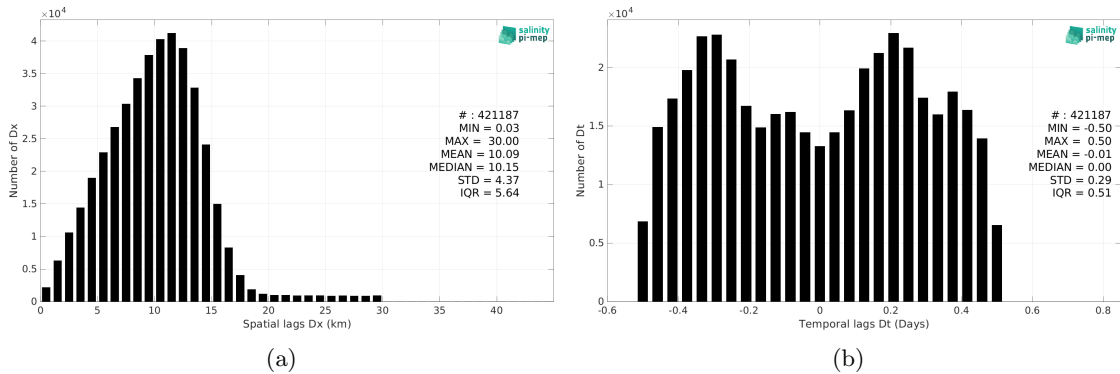 ×10⁴
4
3.5
3
2.5
2
1.5
1
0.5
0
Number of Dx
0 5 10 15 20 25 30 35 40
Spatial lags Dx (km)
salinity
pi-mep
# : 421187
MIN = 0.03
MAX = 30.00
MEAN = 10.09
MEDIAN = 10.15
STD = 4.37
IQR = 5.64
(a)
×10⁴
2
1.5
1
0.5
0
Number of Dt
-0.6 -0.4 -0.2 0 0.2 0.4 0.6 0.8
Temporal lags Dt (Days)
salinity
pi-mep
# : 421187
MIN = -0.50
MAX = 0.50
MEAN = -0.01
MEDIAN = 0.00
STD = 0.29
IQR = 0.51
(b)